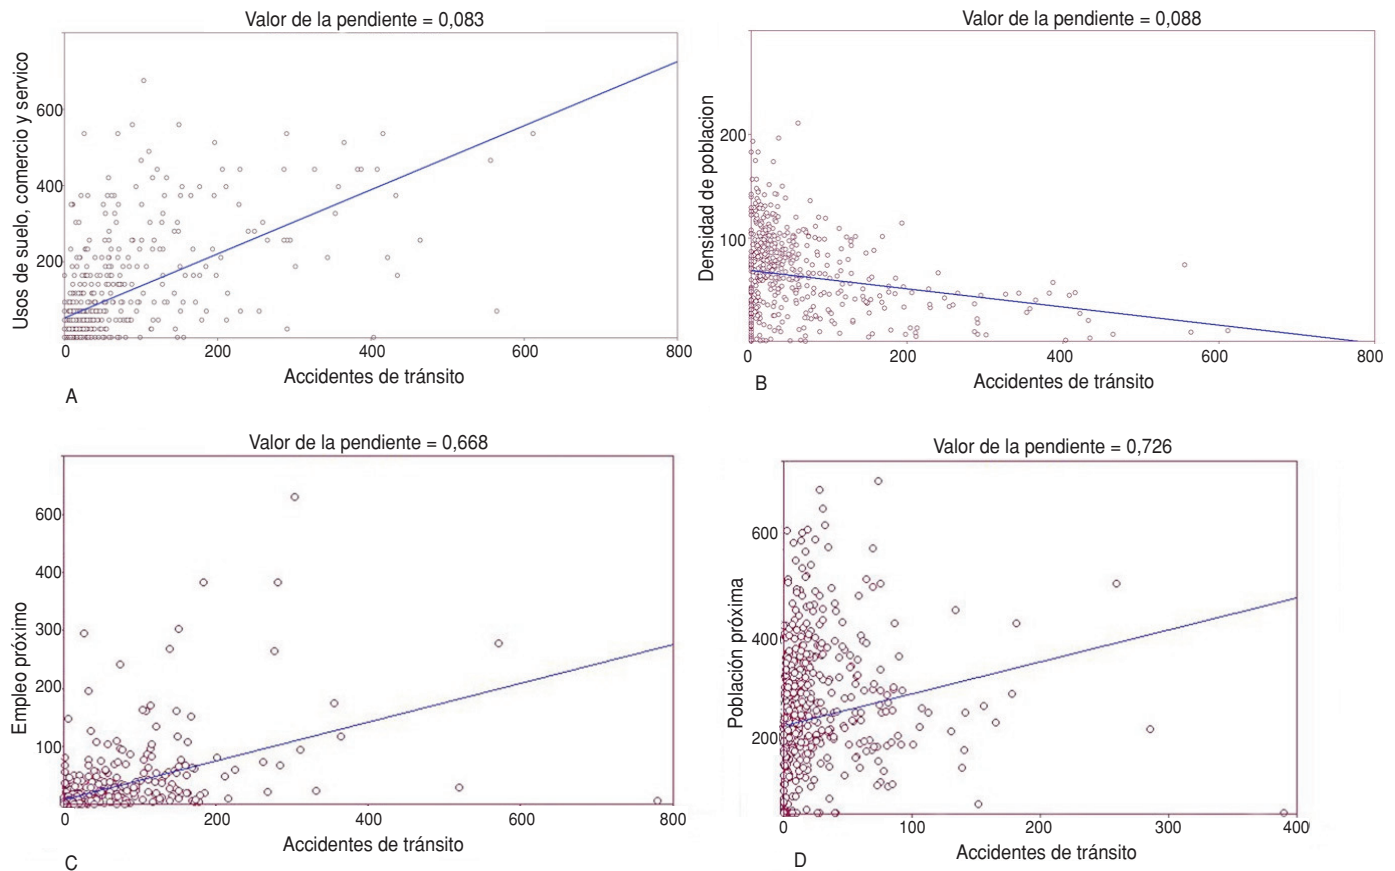 Valor de la pendiente = 0,083
Usos de suelo, comercio y servico
600
400
200
0
200
400
600
800
Accidentes de tránsito
A
Valor de la pendiente = 0,088
Densidad de poblacion
200
100
0
200
400
600
800
Accidentes de tránsito
B
Valor de la pendiente = 0,668
Empleo próximo
600
400
300
200
100
0
200
400
600
800
Accidentes de tránsito
C
Valor de la pendiente = 0,726
Población próxima
600
400
200
0
100
200
300
400
Accidentes de tránsito
D